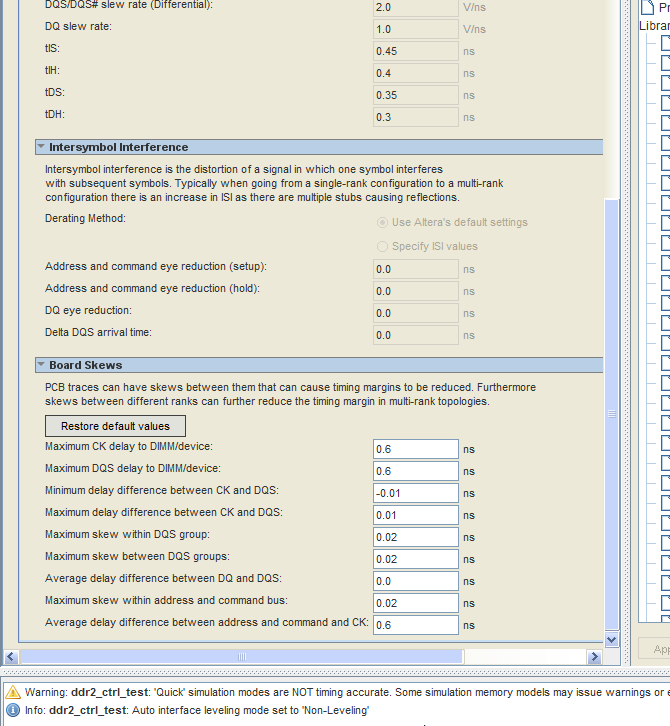 DQS/DQS# slew rate (Differential): 2.0 V/ns
DQ slew rate: 1.0 V/ns
tIS: 0.45 ns
tIH: 0.4 ns
tDS: 0.35 ns
tDH: 0.3 ns
Intersymbol Interference
Intersymbol interference is the distortion of a signal in which one symbol interferes
with subsequent symbols. Typically when going from a single-rank configuration to a multi-rank
configuration there is an increase in ISI as there are multiple stubs causing reflections.
Derating Method: Use Altera's default settings
Specify ISI values
Address and command eye reduction (setup): 0.0 ns
Address and command eye reduction (hold): 0.0 ns
DQ eye reduction: 0.0 ns
Delta DQS arrival time: 0.0 ns
Board Skews
PCB traces can have skews between them that can cause timing margins to be reduced. Furthermore
skews between different ranks can further reduce the timing margin in multi-rank topologies.
Restore default values
Maximum CK delay to DIMM/device: 0.6 ns
Maximum DQS delay to DIMM/device: 0.6 ns
Minimum delay difference between CK and DQS: -0.01 ns
Maximum delay difference between CK and DQS: 0.01 ns
Maximum skew within DQS group: 0.02 ns
Maximum skew between DQS groups: 0.02 ns
Average delay difference between DQ and DQS: 0.0 ns
Maximum skew within address and command bus: 0.02 ns
Average delay difference between address and command and CK: 0.6 ns
Warning: ddr2_ctrl_test: 'Quick' simulation modes are NOT timing accurate. Some simulation memory models may issue warnings or e
Info: ddr2_ctrl_test: Auto interface leveling mode set to 'Non-Leveling'
Pr
Librar
App